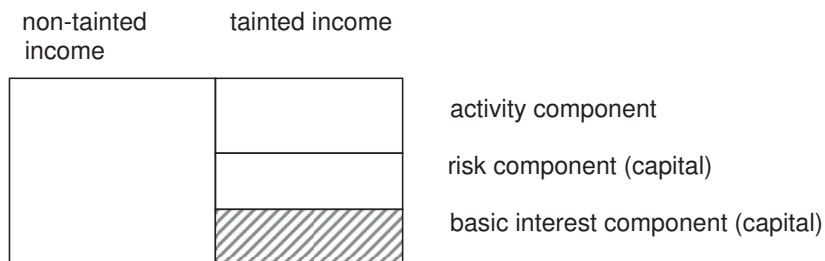 non-tainted
income
tainted income
activity component
risk component (capital)
basic interest component (capital)